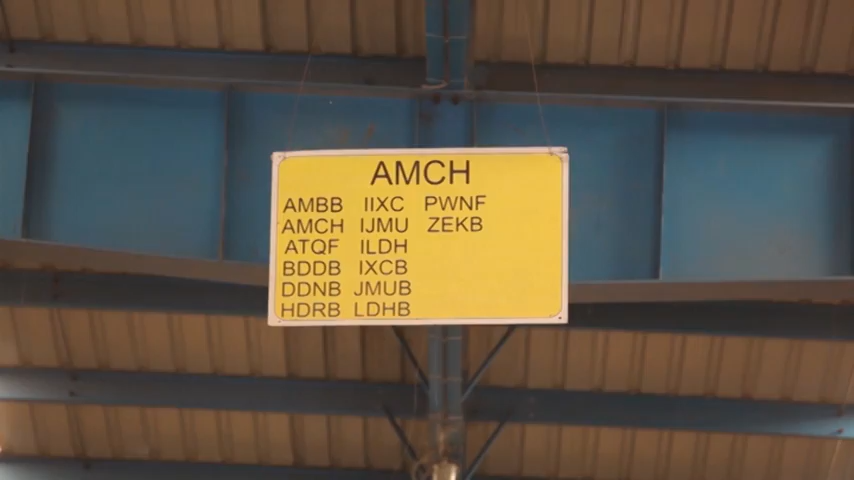 AMCH
AMBB IIXC PWNF
AMCH IJMU ZEKB
ATQF ILDH
BDDB IXCB
DDNB JMUB
HDRB LDHB